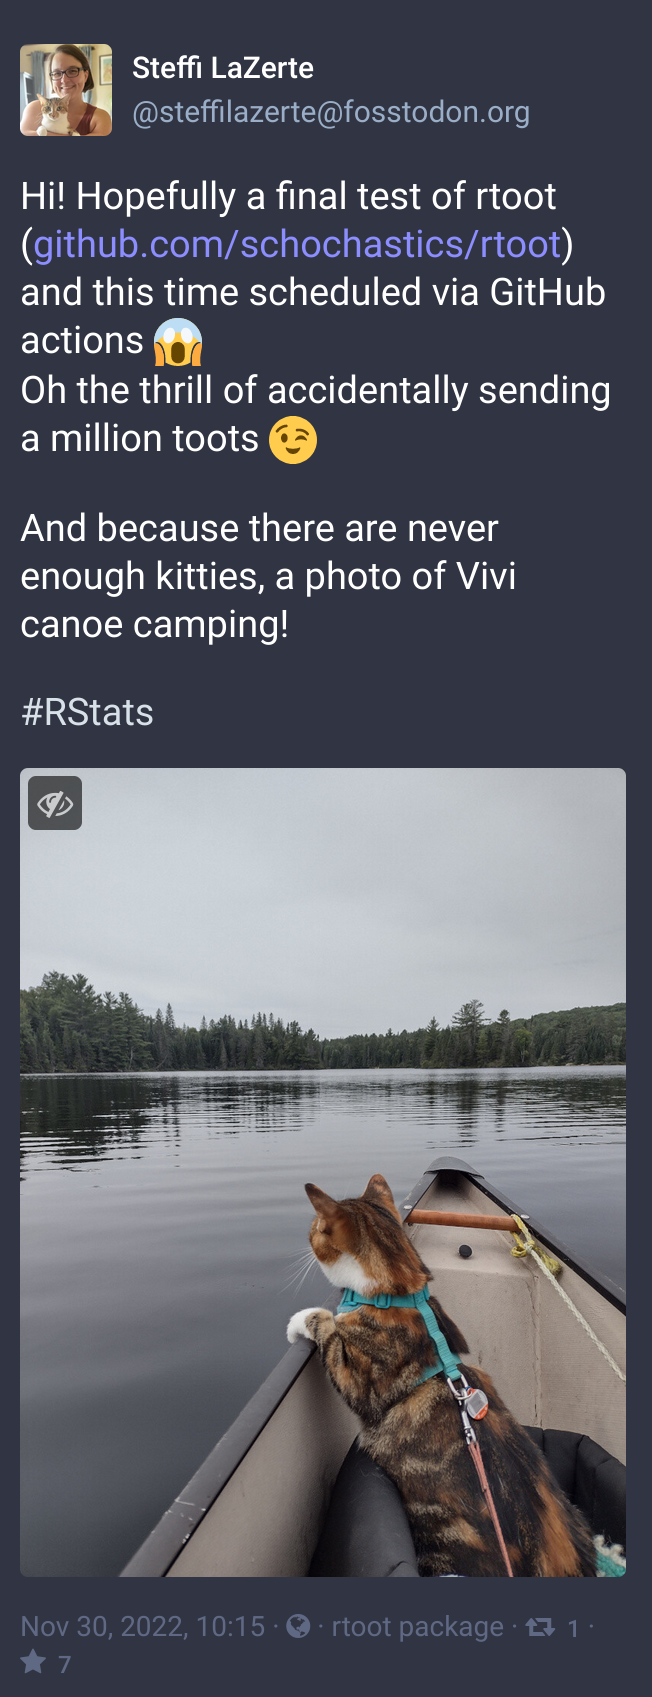 Steffi LaZerte
@steffilazerte@fosstodon.org
Hi! Hopefully a final test of rtoot
(github.com/schochastics/rtoot)
and this time scheduled via GitHub
actions 😱
Oh the thrill of accidentally sending
a million toots 😉
And because there are never
enough kitties, a photo of Vivi
canoe camping!
#RStats
Nov 30, 2022, 10:15 · · rtoot package · 1 ·
7